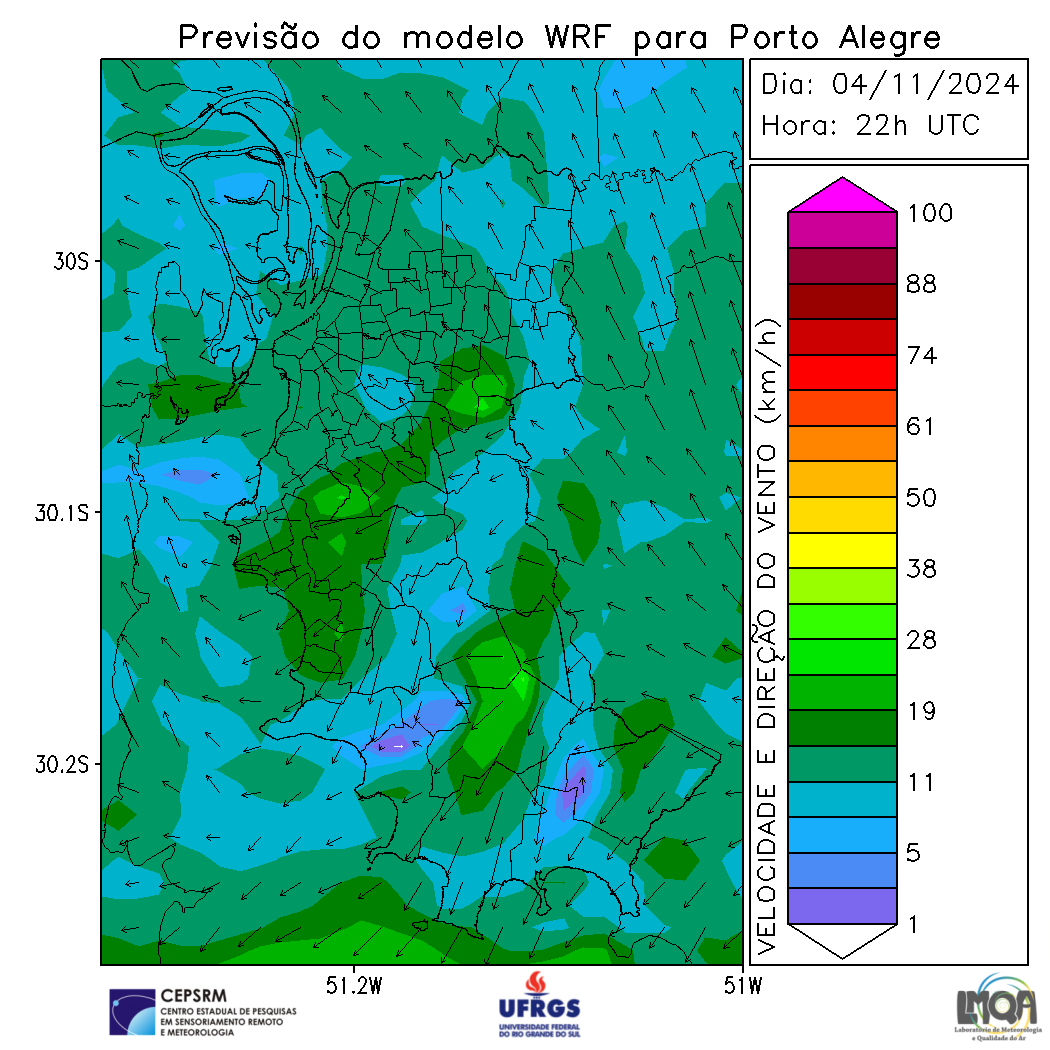 Previsão do modelo WRF para Porto Alegre
Dia: 04/11/2024
Hora: 22h UTC
30S
30.1S
30.2S
51.2W
51W
VELOCIDADE E DIREÇÃO DO VENTO (km/h)
100
88
74
61
50
38
28
19
11
5
1
CEPSRM
CENTRO ESTADUAL DE PESQUISAS
EM SENSORIAMENTO REMOTO
E METEOROLOGIA
UFRGS
UNIVERSIDADE FEDERAL
DO RIO GRANDE DO SUL
LMQA
Laboratório de Meteorologia
e Qualidade do Ar